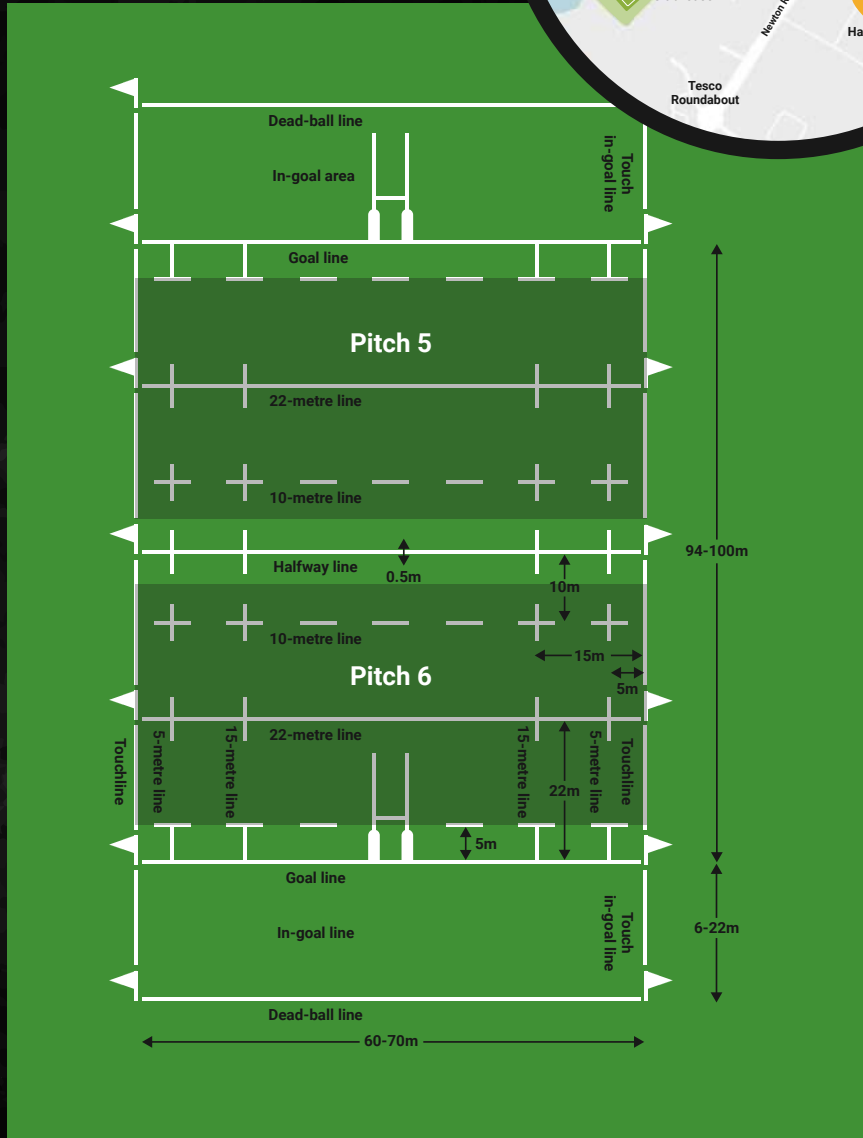 Newton
Ha
Tesco
Roundabout
Dead-ball line
In-goal area
Touch
in-goal line
Goal line
Pitch 5
22-metre line
10-metre line
Halfway line
0.5m
10m
94-100m
10-metre line
15m
Pitch 6
5m
22-metre line
Touchline
5-metre line
15-metre line
15-metre line
5-metre line
Touchline
22m
5m
Goal line
In-goal line
Touch
in-goal line
6-22m
Dead-ball line
60-70m